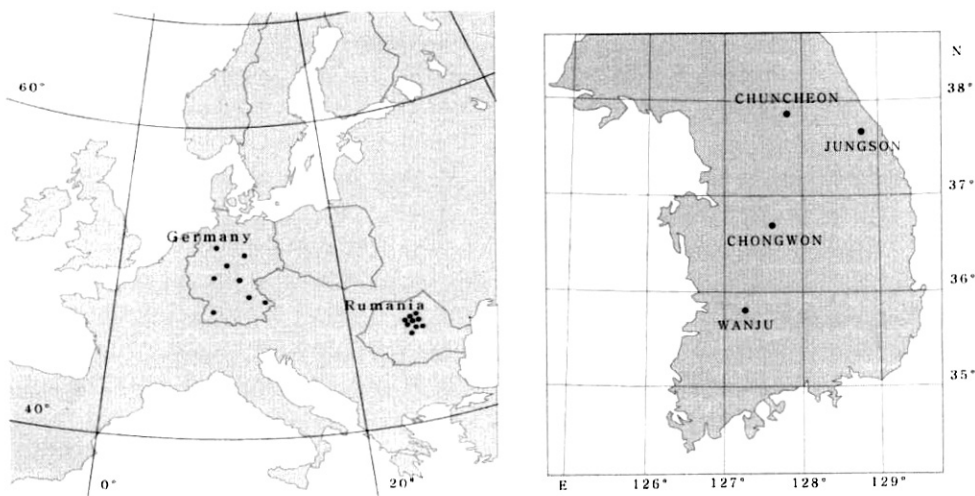 60°
Germany
Rumania
40°
0°
20°
N
38°
CHUNCHEON
JUNGSON
37°
CHONGWON
36°
WANJU
35°
E
126°
127°
128°
129°